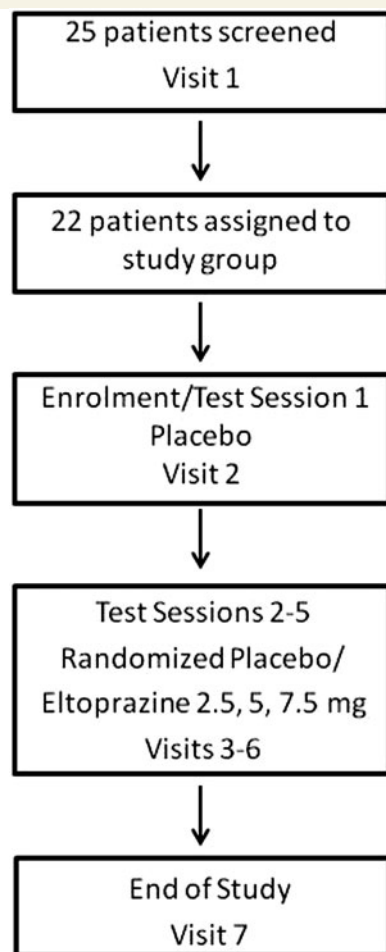 25 patients screened
Visit 1
22 patients assigned to
study group
Enrolment/Test Session 1
Placebo
Visit 2
Test Sessions 2-5
Randomized Placebo/
Eltoprazine 2.5, 5, 7.5 mg
Visits 3-6
End of Study
Visit 7